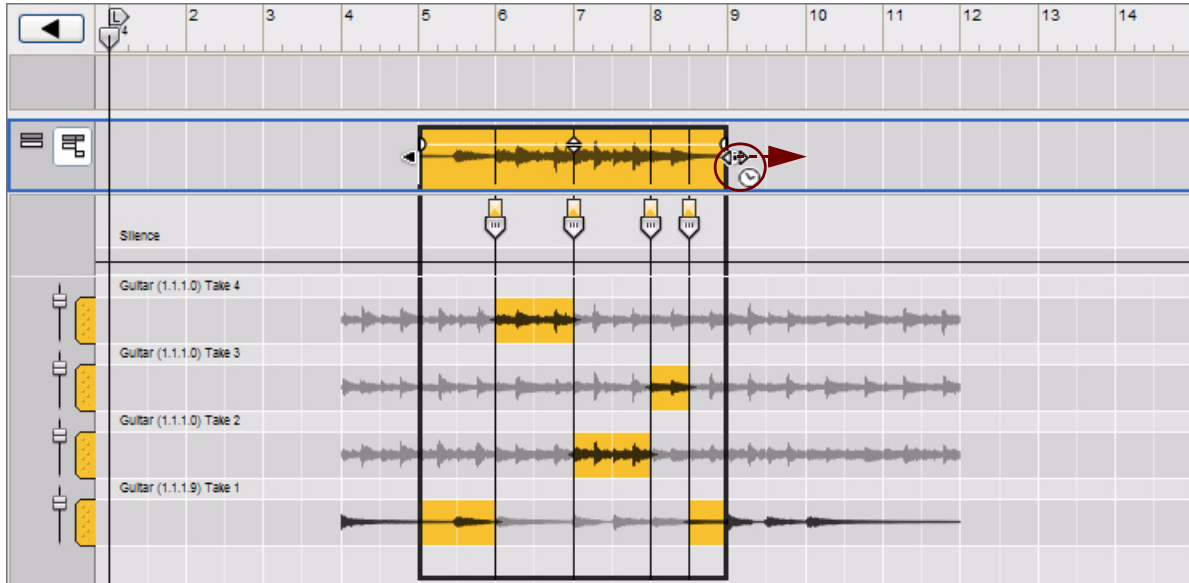 L 2 3 4 5 6 7 8 9 10 11 12 13 14
4
Silence
Guitar (1.1.1.0) Take 4
Guitar (1.1.1.0) Take 3
Guitar (1.1.1.0) Take 2
Guitar (1.1.1.9) Take 1